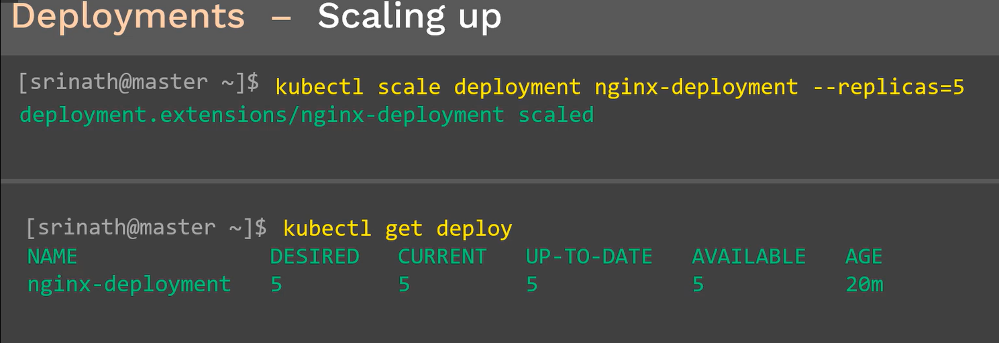 Deployments – Scaling up
[srinath@master ~]$ kubectl scale deployment nginx-deployment --replicas=5
deployment.extensions/nginx-deployment scaled
[srinath@master ~]$ kubectl get deploy
NAME DESIRED CURRENT UP-TO-DATE AVAILABLE AGE
nginx-deployment 5 5 5 5 20m